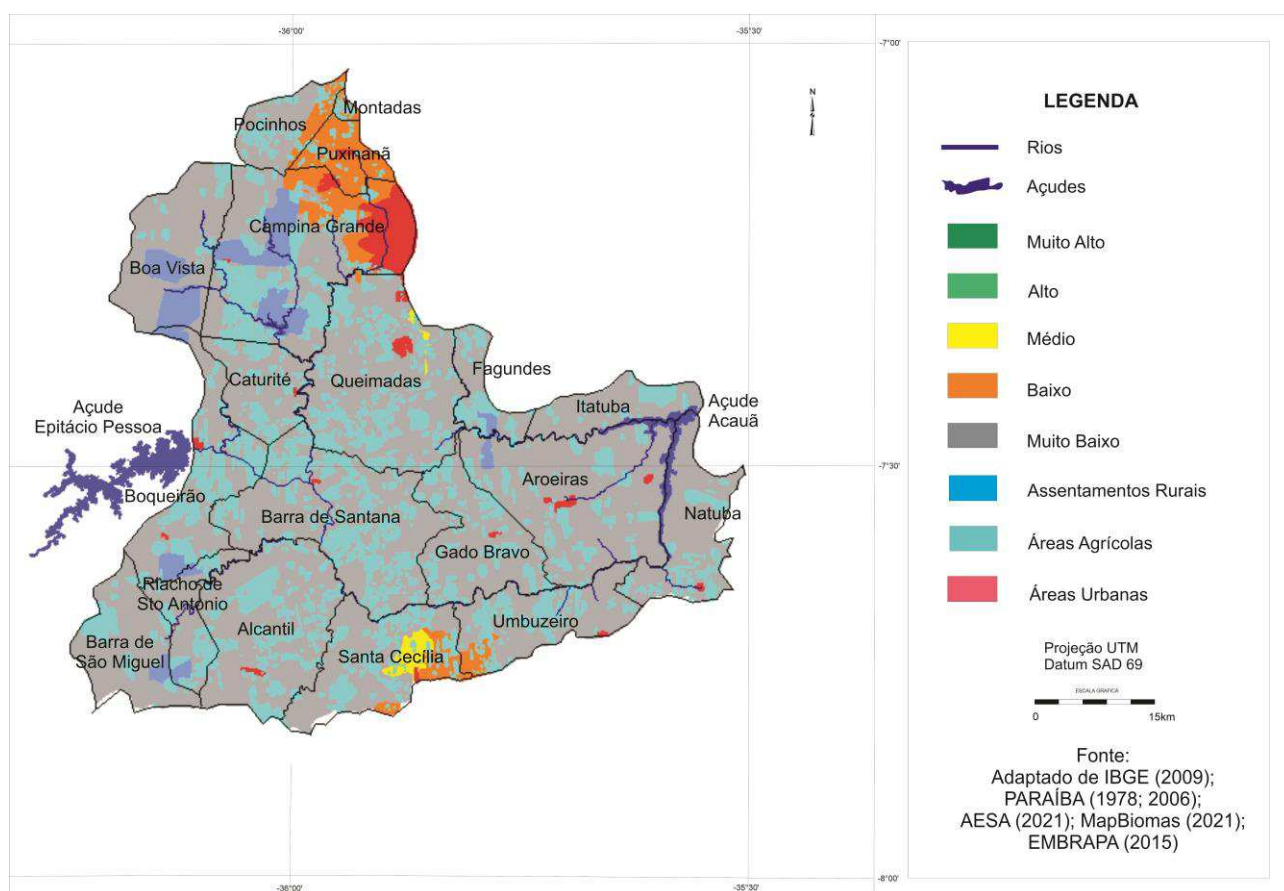 -36°00'
-35°30'
-7°00'
N
S
Montadas
Pocinhos
Puxinanã
Campina Grande
Boa Vista
Caturité
Queimadas
Fagundes
Itatuba
Açude
Acauã
Açude
Epitácio Pessoa
-7°30'
Boqueirão
Aroeiras
Barra de Santana
Natuba
Gado Bravo
Riacho de
Sto Antônio
Umbuzeiro
Alcantil
Barra de
São Miguel
Santa Cecília
-36°00'
-35°30'
-8°00'
LEGENDA
Rios
Açudes
Muito Alto
Alto
Médio
Baixo
Muito Baixo
Assentamentos Rurais
Áreas Agrícolas
Áreas Urbanas
Projeção UTM
Datum SAD 69
ESCALA GRÁFICA
0 15km
Fonte:
Adaptado de IBGE (2009);
PARAÍBA (1978; 2006);
AESA (2021); MapBiomas (2021);
EMBRAPA (2015)